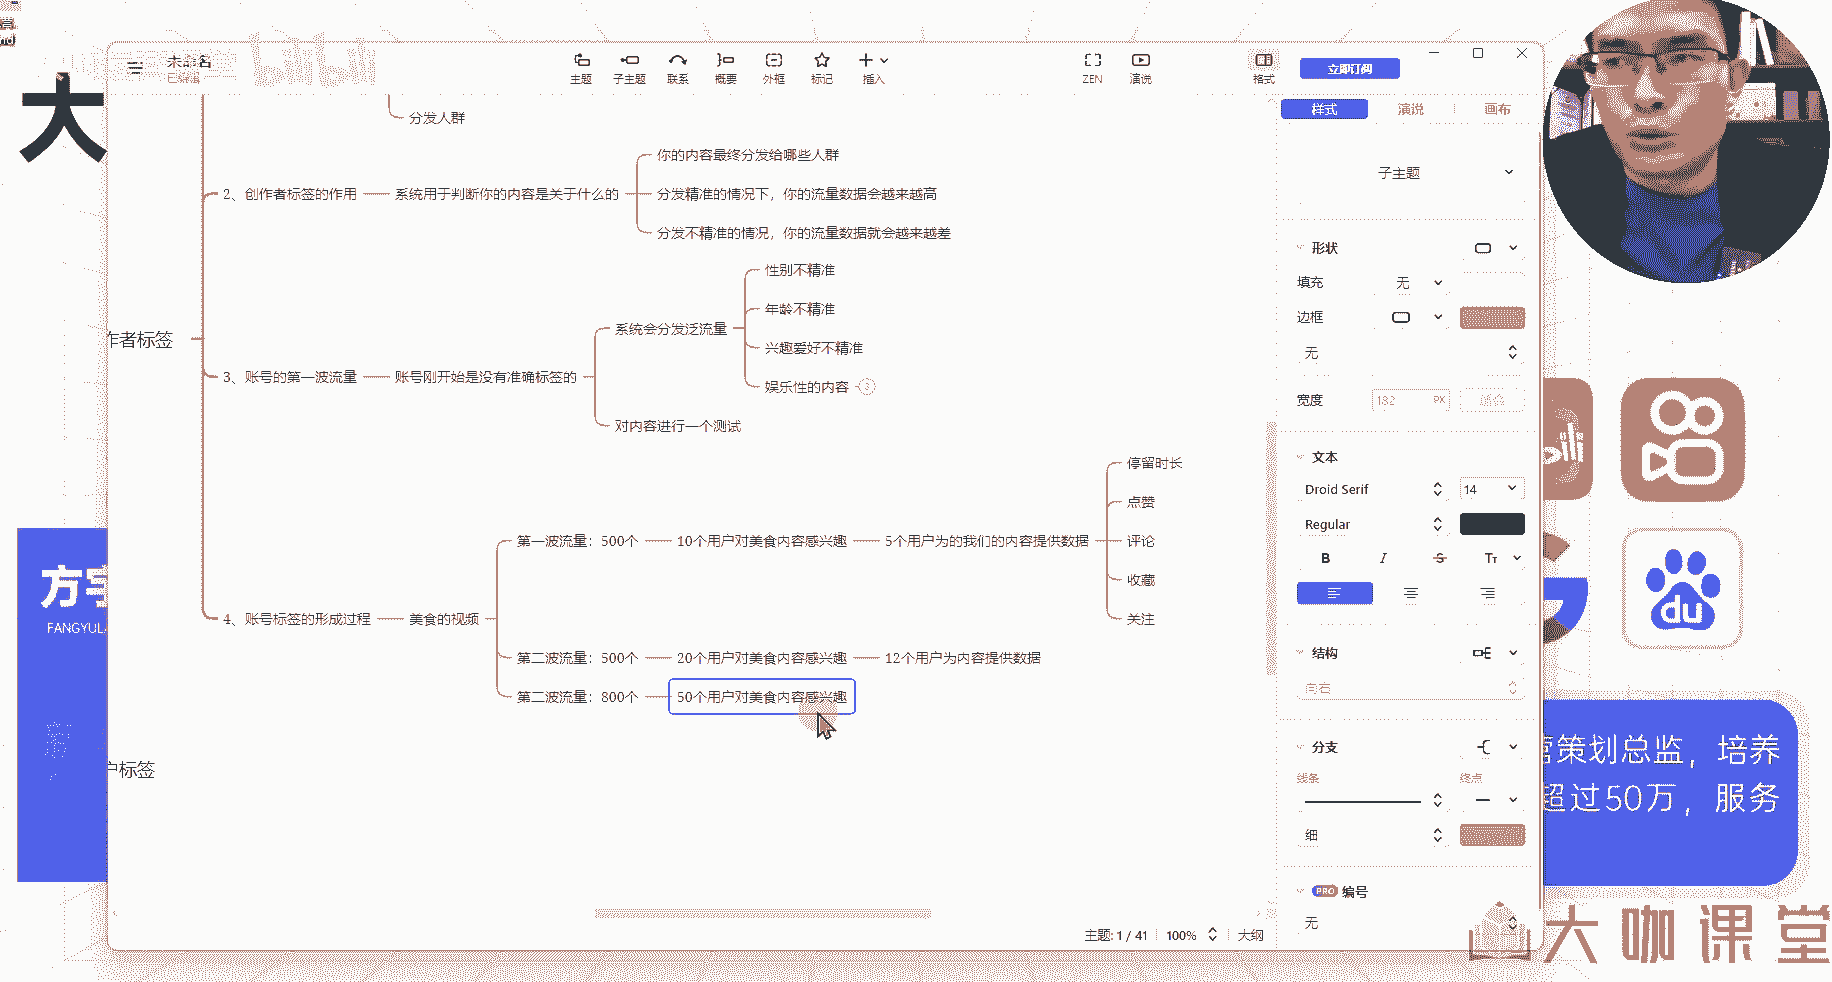 大
未命名
已编辑
bilibili
主题
子主题
联系
概要
外框
标记
插入
ZEN
演说
格式
立即订阅
样式
演说
画布
分发人群
2、创作者标签的作用
系统用于判断你的内容是关于什么的
你的内容最终分发给哪些人群
分发精准的情况下，你的流量数据会越来越高
分发不精准的情况，你的流量数据就会越来越差
作者标签
3、账号的第一波流量
账号刚开始是没有准确标签的
系统会分发泛流量
性别不精准
年龄不精准
兴趣爱好不精准
娱乐性的内容
对内容进行一个测试
4、账号标签的形成过程
美食的视频
第一波流量：500个
10个用户对美食内容感兴趣
5个用户为的我们的内容提供数据
停留时长
点赞
评论
收藏
关注
第二波流量：500个
20个用户对美食内容感兴趣
12个用户为内容提供数据
第二波流量：800个
50个用户对美食内容感兴趣
户标签
子主题
形状
填充
无
边框
无
宽度
182
PX
文本
Droid Serif
14
Regular
B
I
S
Tт
结构
向右
分支
线条
终点
细
PRO 编号
无
主题: 1 / 41
100%
大纲
方宇
FANGYULA
du
营策划总监，培养
超过50万，服务
大咖课堂